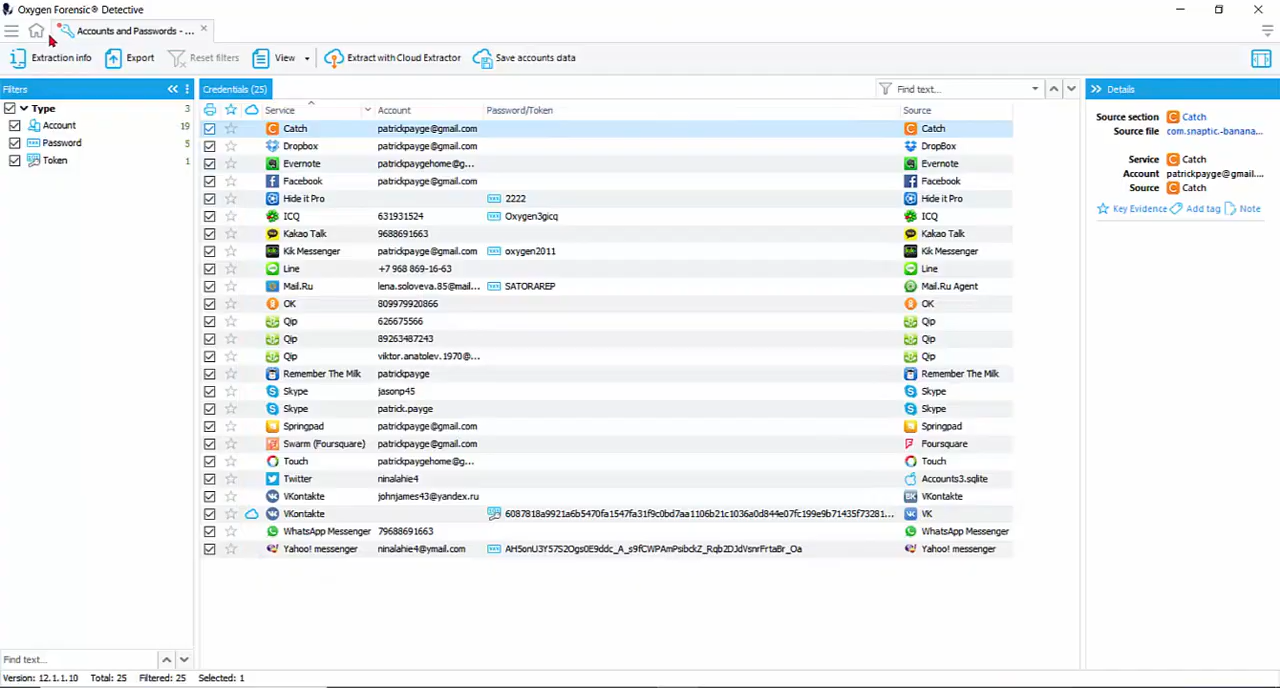 Oxygen Forensic® Detective
Accounts and Passwords - ...
Extraction info Export Reset filters View Extract with Cloud Extractor Save accounts data
Filters
Type 3
Account 19
Password 5
Token 1
Credentials (25)
Find text...
Service Account Password/Token Source
Catch patrickpayge@gmail.com Catch
Dropbox patrickpayge@gmail.com DropBox
Evernote patrickpaygehome@g... Evernote
Facebook patrickpayge@gmail.com Facebook
Hide it Pro 2222 Hide it Pro
ICQ 631931524 Oxygen3gicq ICQ
Kakao Talk 9688691663 Kakao Talk
Kik Messenger patrickpayge@gmail.com oxygen2011 Kik Messenger
Line +7 968 869-16-63 Line
Mail.Ru lena.soloveva.85@mail... SATORAREP Mail.Ru Agent
OK 809979920866 OK
Qip 626675566 Qip
Qip 89263487243 Qip
Qip viktor.anatolev.1970@... Qip
Remember The Milk patrickpayge Remember The Milk
Skype jasonp45 Skype
Skype patrick.payge Skype
Springpad patrickpayge@gmail.com Springpad
Swarm (Foursquare) patrickpayge@gmail.com Foursquare
Touch patrickpaygehome@g... Touch
Twitter ninalahie4 Accounts3.sqlite
VKontakte johnjames43@yandex.ru VKontakte
VKontakte 6087818a9921a6b5470fa1547fa31f9c0bd7aa1106b21c1036a0d844e07fc199e9b71435f73281... VK
WhatsApp Messenger 79688691663 WhatsApp Messenger
Yahoo! messenger ninalahie4@ymail.com AH5onU3Y57S2Ogs0E9ddc_A_s9fCWPAmPsibckZ_Rqb2DJdVsnrFrtaBr_Oa Yahoo! messenger
Details
Source section Catch
Source file com.snaptic.-banana...
Service Catch
Account patrickpayge@gmail....
Source Catch
Key Evidence Add tag Note
Find text...
Version: 12.1.1.10 Total: 25 Filtered: 25 Selected: 1